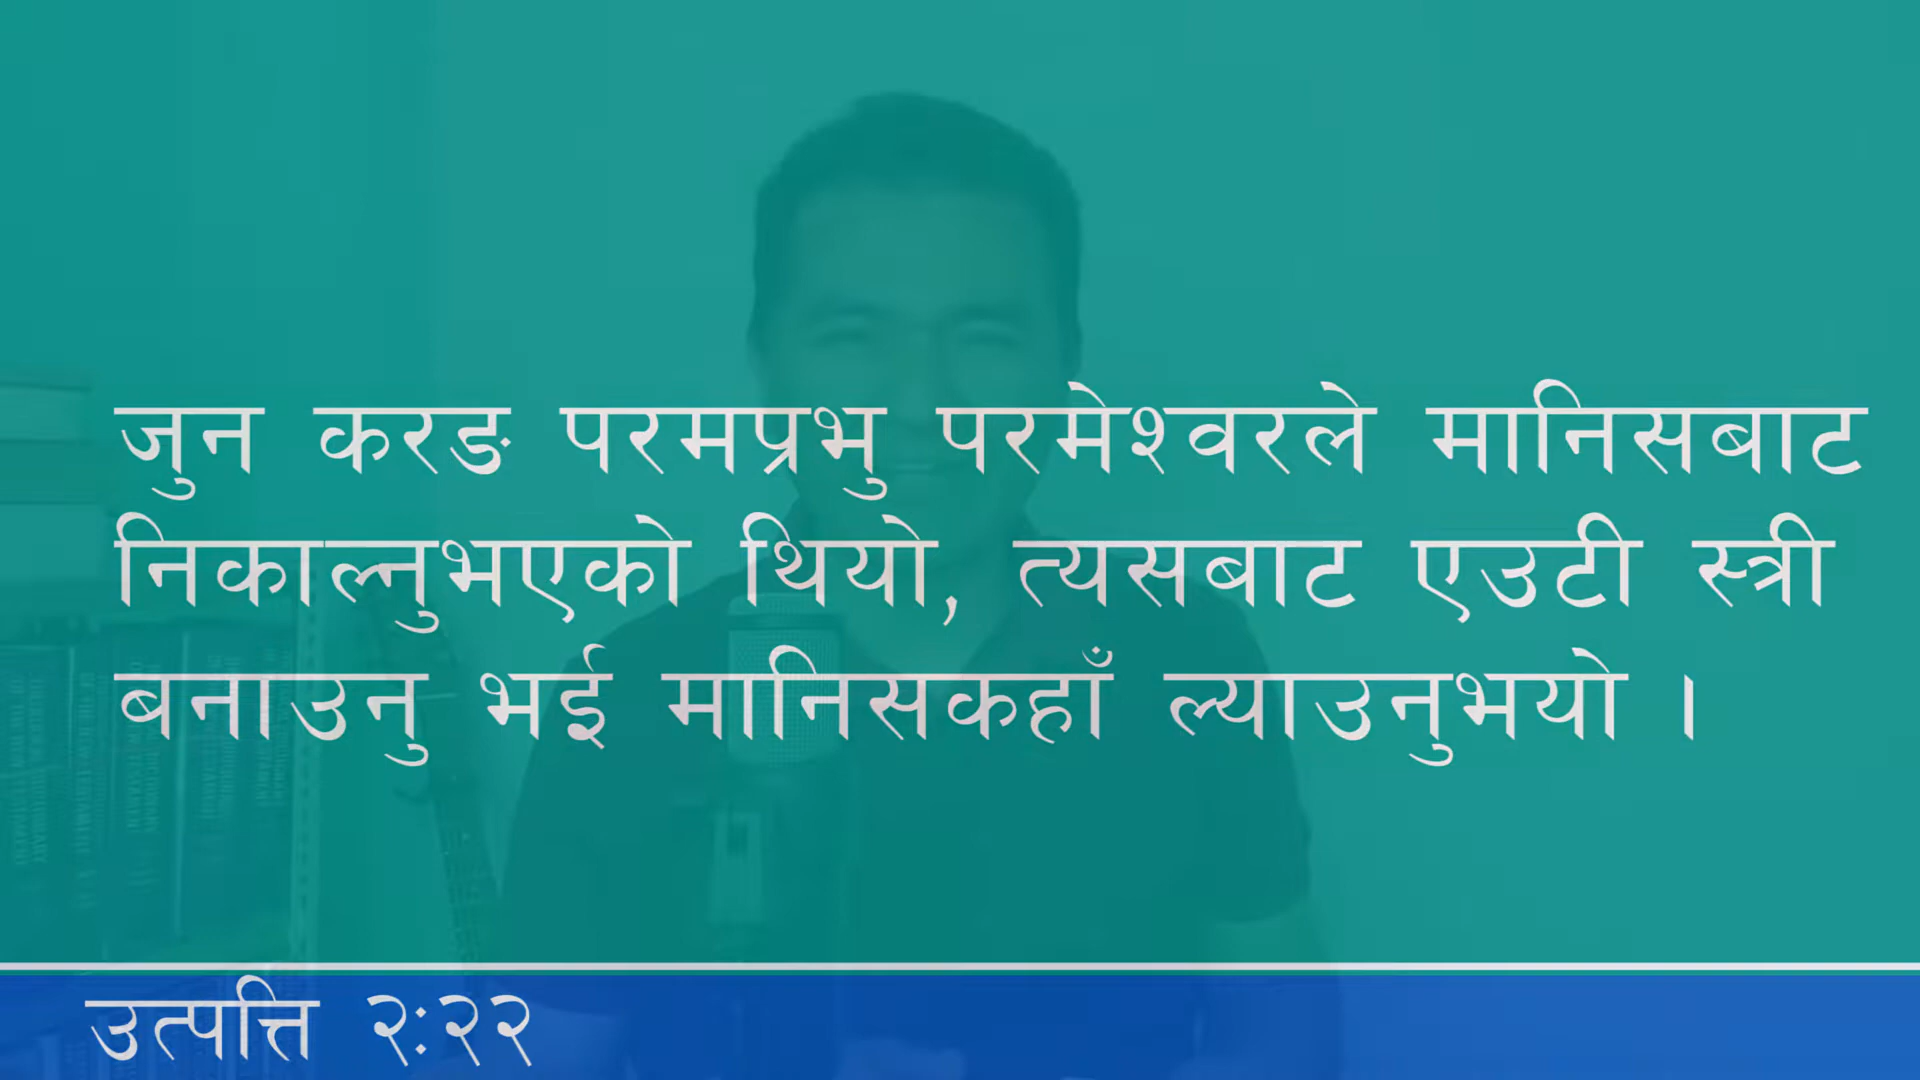 जुन करङ परमप्रभु परमेश्वरले मानिसबाट
निकाल्नुभएको थियो, त्यसबाट एउटी स्त्री
बनाउनु भई मानिसकहाँ ल्याउनुभयो ।
उत्पत्ति २:२२